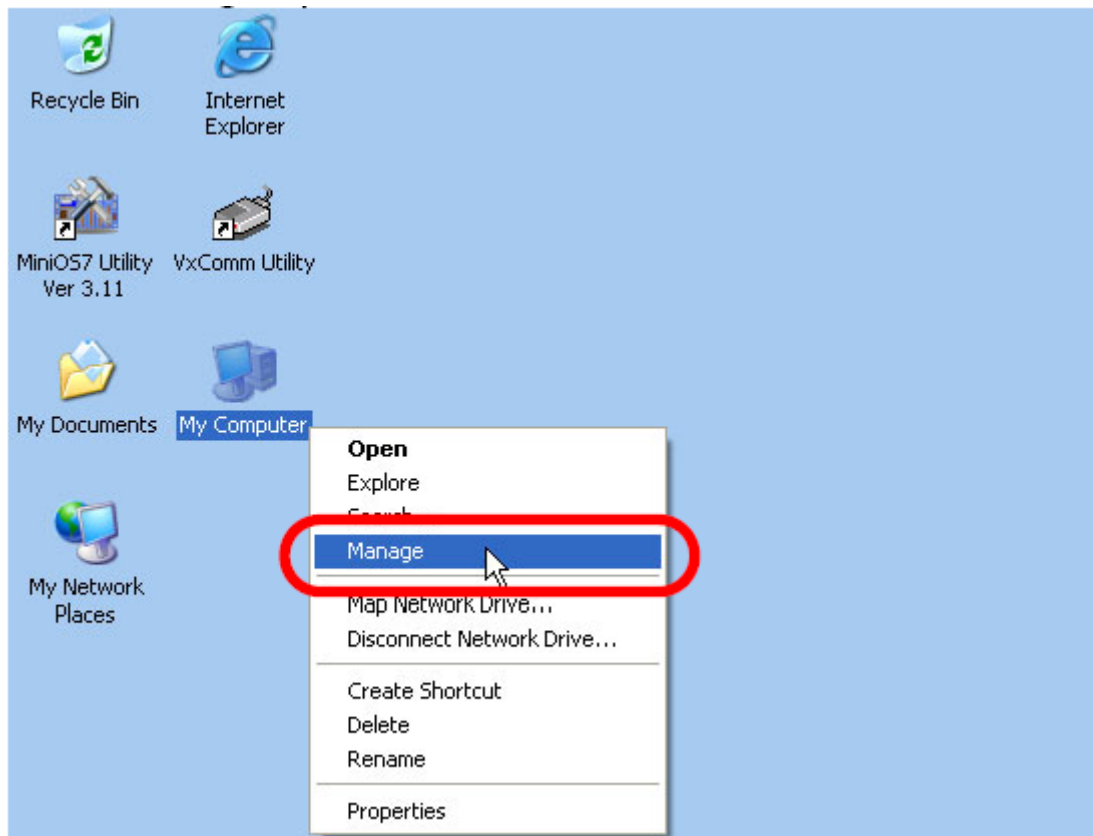 Recycle Bin
Internet
Explorer
MiniOS7 Utility
Ver 3.11
VxComm Utility
My Documents
My Computer
My Network
Places
Open
Explore
Search
Manage
Map Network Drive...
Disconnect Network Drive...
Create Shortcut
Delete
Rename
Properties